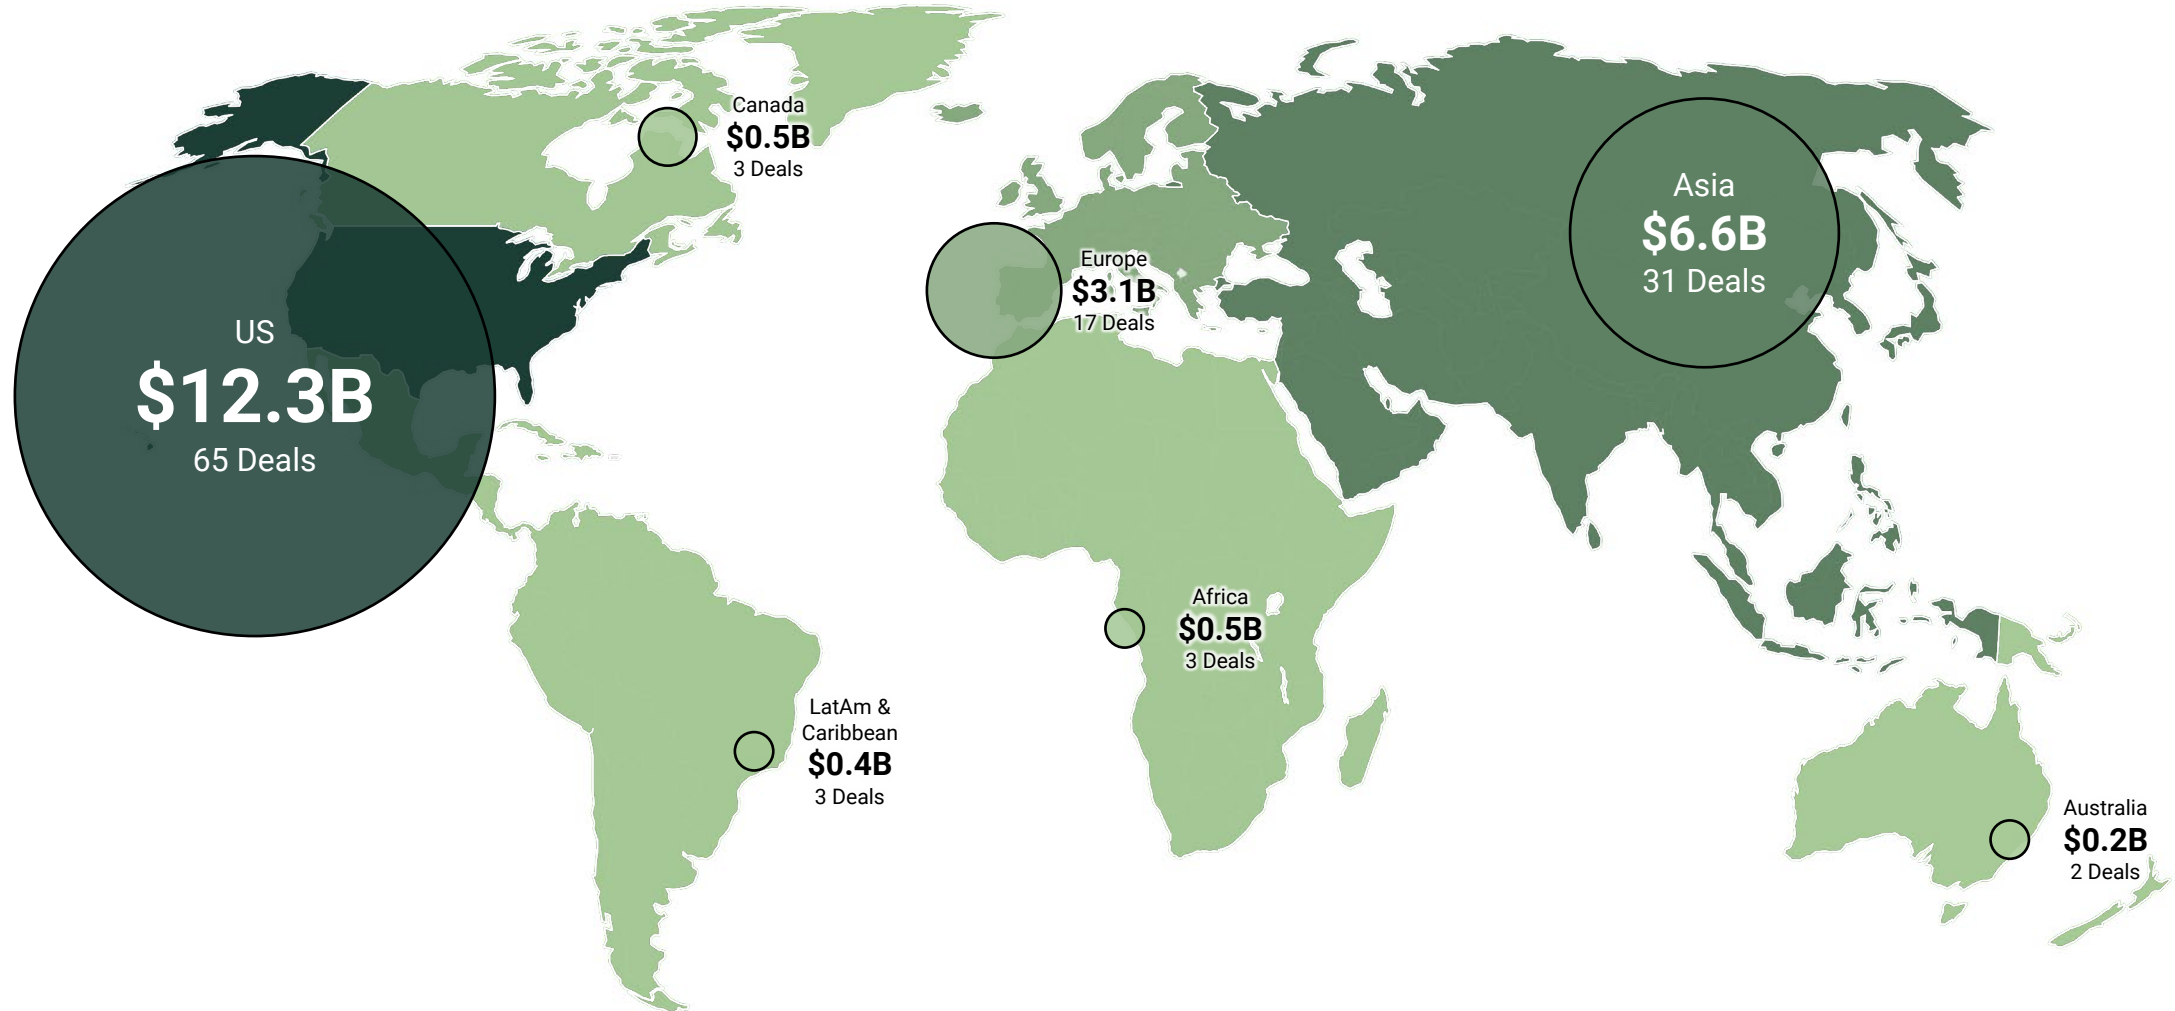 Canada
$0.5B
3 Deals
US
$12.3B
65 Deals
Europe
$3.1B
17 Deals
Asia
$6.6B
31 Deals
LatAm &
Caribbean
$0.4B
3 Deals
Africa
$0.5B
3 Deals
Australia
$0.2B
2 Deals